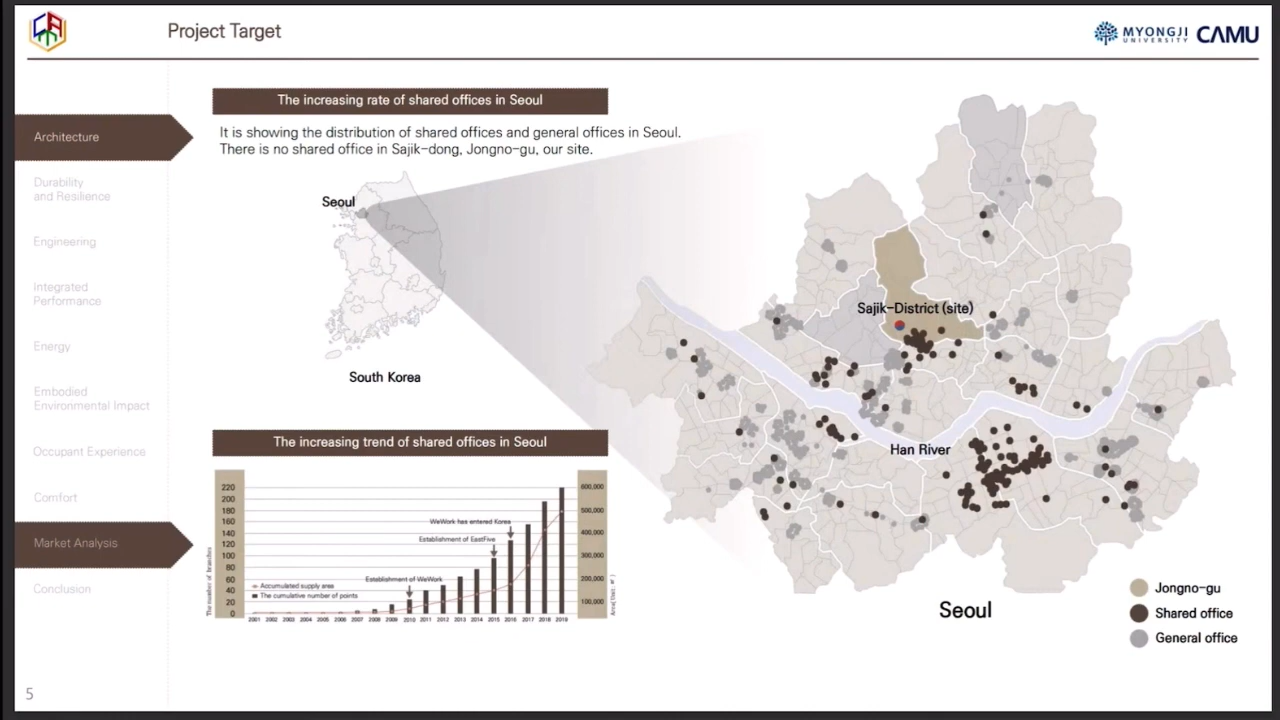 Project Target
MYONGJI
UNIVERSITY
CAMU
Architecture
Durability
and Resilience
Engineering
Integrated
Performance
Energy
Embodied
Environmental Impact
Occupant Experience
Comfort
Market Analysis
Conclusion
5
The increasing rate of shared offices in Seoul
It is showing the distribution of shared offices and general offices in Seoul.
There is no shared office in Sajik-dong, Jongno-gu, our site.
Seoul
South Korea
The increasing trend of shared offices in Seoul
The number of branches
220
200
180
160
140
120
100
80
60
40
20
0
WeWork has entered Korea
Establishment of EastFive
Establishment of WeWork
Accumulated supply area
The cumulative number of points
600,000
500,000
400,000
300,000
200,000
100,000
2001 2002 2003 2004 2005 2006 2007 2008 2009 2010 2011 2012 2013 2014 2015 2016 2017 2018 2019
Sajik-District (site)
Han River
Seoul
Jongno-gu
Shared office
General office